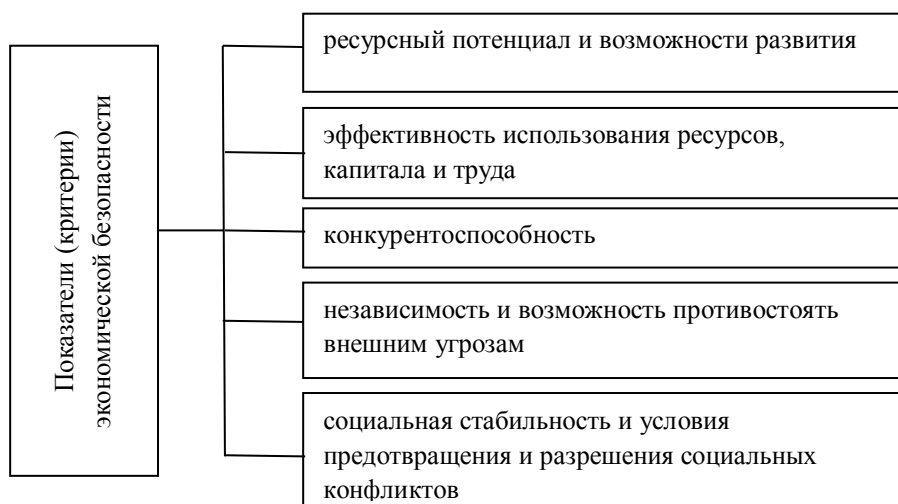 Показатели (критерии)
экономической безопасности
ресурсный потенциал и возможности развития
эффективность использования ресурсов,
капитала и труда
конкурентоспособность
независимость и возможность противостоять
внешним угрозам
социальная стабильность и условия
предотвращения и разрешения социальных
конфликтов